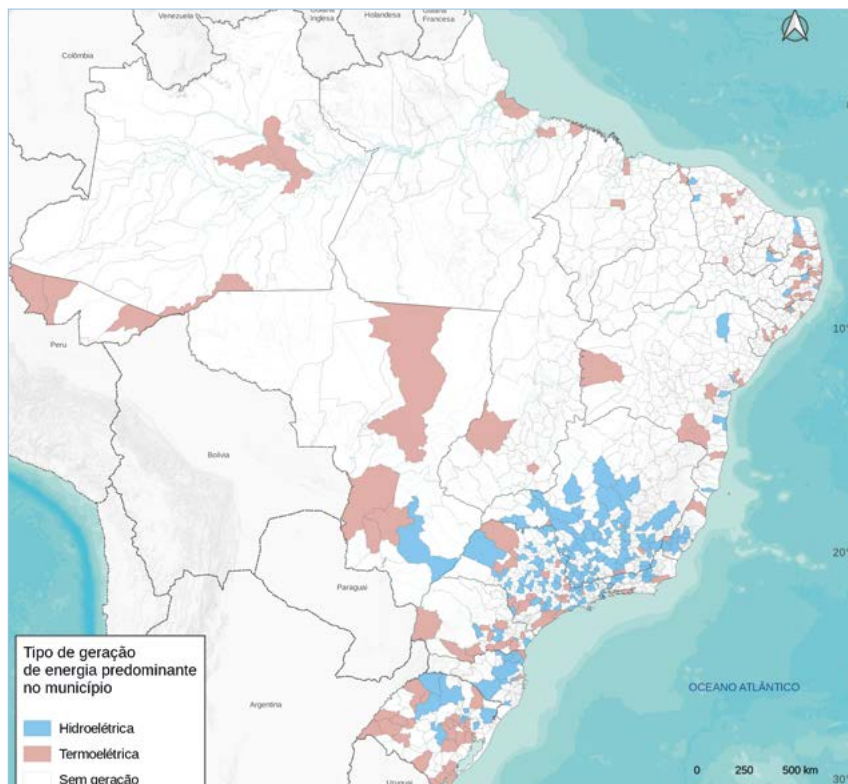 Venezuela
Guiana
Inglesa
Holandesa
Guiana
Francesa
Colômbia
Peru
10°
Bolívia
20°
Paraguai
OCEANO ATLÂNTICO
Argentina
Uruguai
30°
Tipo de geração
de energia predominante
no município
Hidroelétrica
Termoelétrica
Sem geração
0 250 500 km